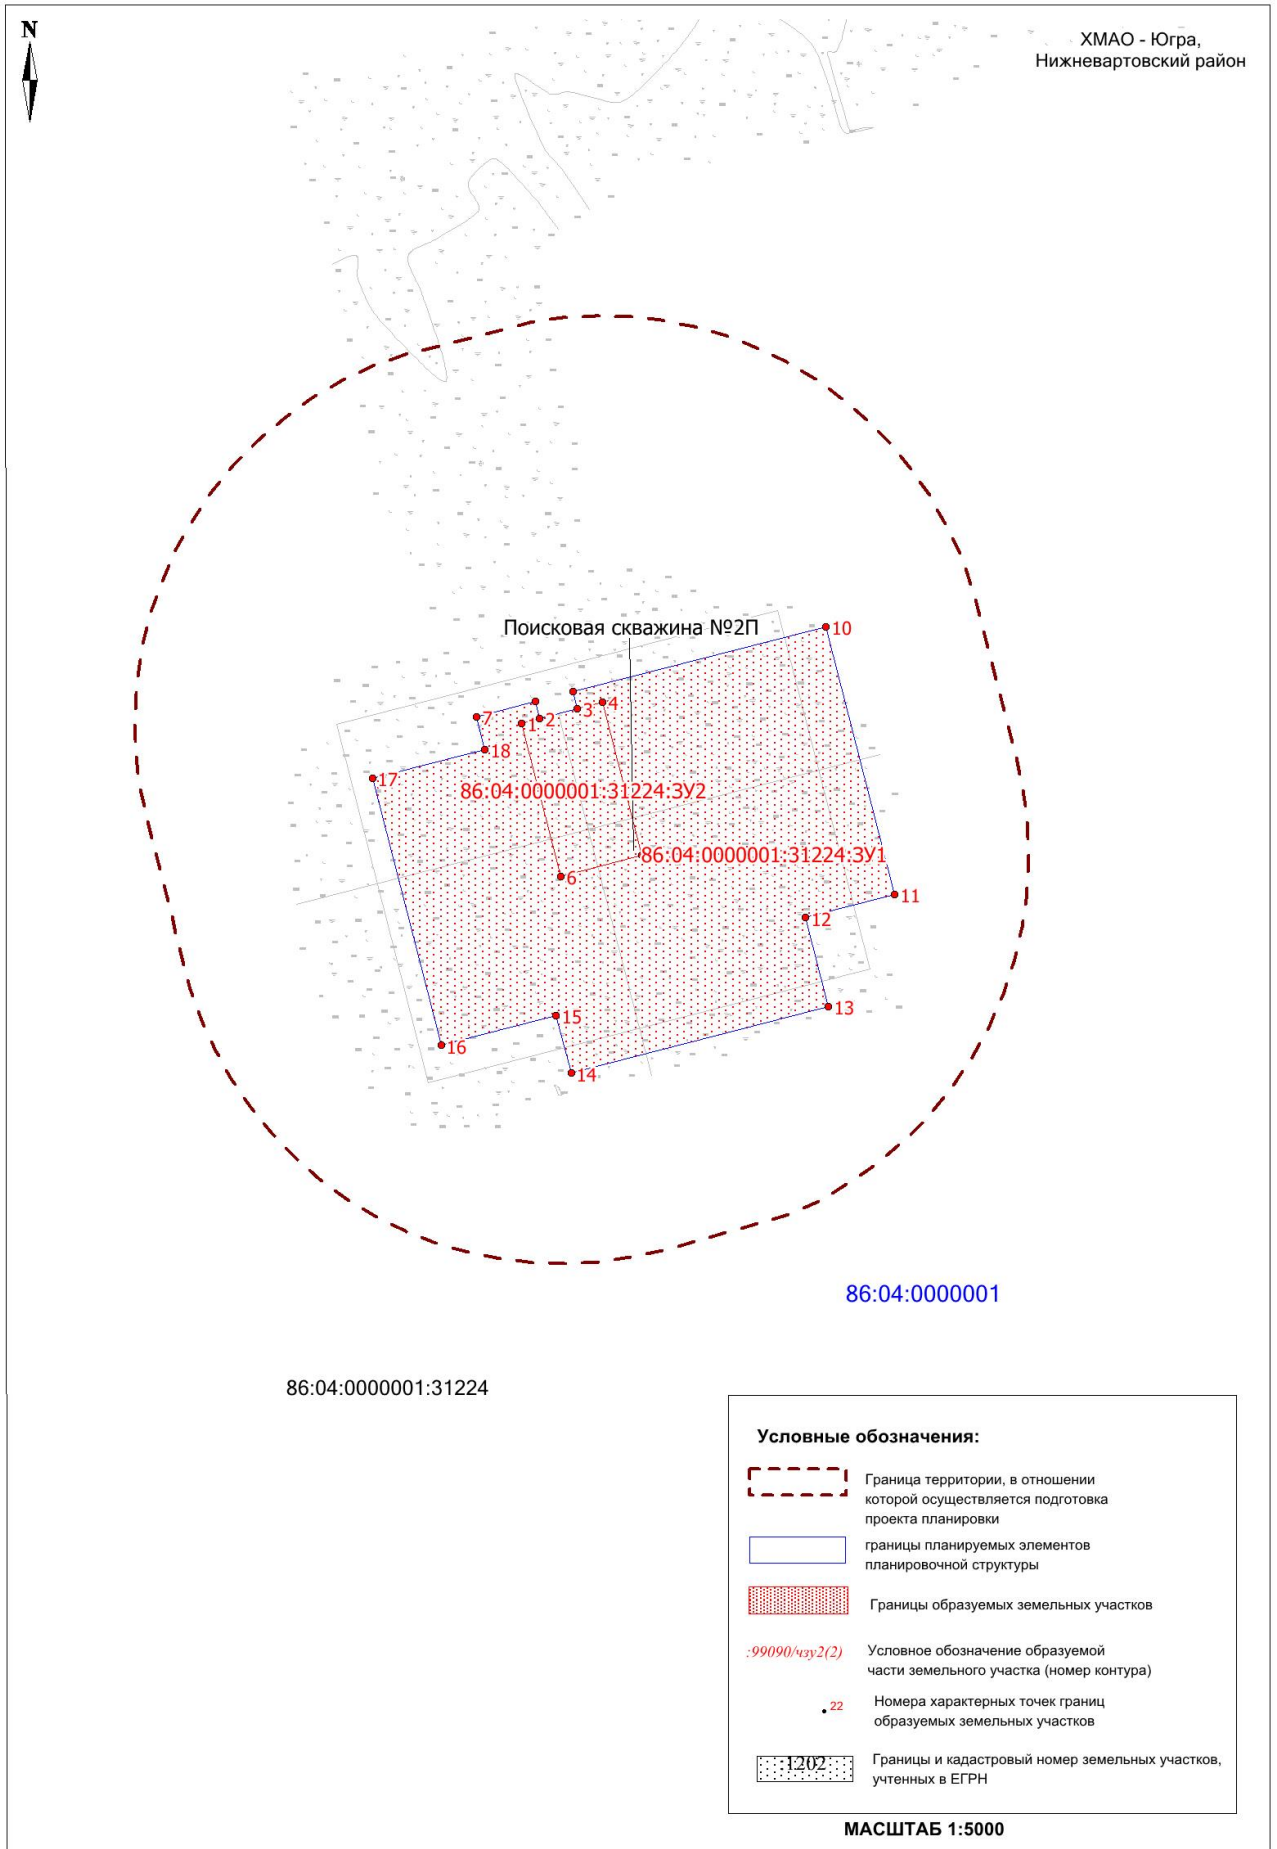 N
ХМАО - Югра,
Нижневартовский район
Поисковая скважина №2П
10
4
3
2
1
7
18
17
86:04:0000001:31224:ЗУ2
86:04:0000001:31224:ЗУ1
6
11
12
13
15
16
14
86:04:0000001
86:04:0000001:31224
Условные обозначения:
Граница территории, в отношении
которой осуществляется подготовка
проекта планировки
границы планируемых элементов
планировочной структуры
Границы образуемых земельных участков
:99090/чзу2(2)
Условное обозначение образуемой
части земельного участка (номер контура)
22
Номера характерных точек границ
образуемых земельных участков
:1202
Границы и кадастровый номер земельных участков,
учтенных в ЕГРН
МАСШТАБ 1:5000